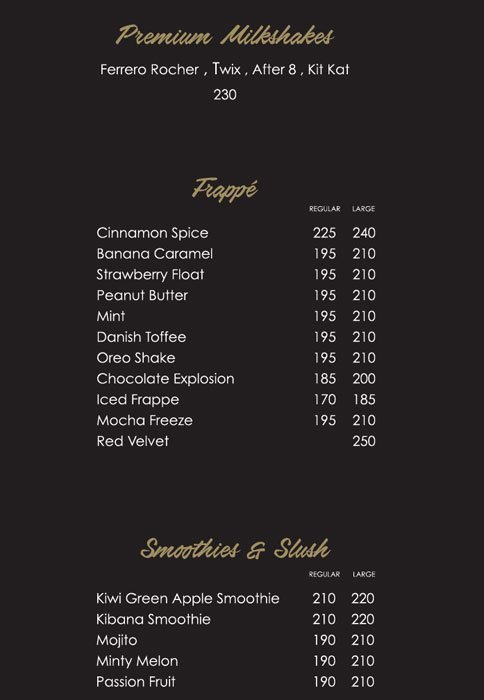 Premium Milkshakes
Ferrero Rocher , Twix , After 8 , Kit Kat
230
Frappé
REGULAR LARGE
Cinnamon Spice 225 240
Banana Caramel 195 210
Strawberry Float 195 210
Peanut Butter 195 210
Mint 195 210
Danish Toffee 195 210
Oreo Shake 195 210
Chocolate Explosion 185 200
Iced Frappe 170 185
Mocha Freeze 195 210
Red Velvet 250
Smoothies & Slush
REGULAR LARGE
Kiwi Green Apple Smoothie 210 220
Kibana Smoothie 210 220
Mojito 190 210
Minty Melon 190 210
Passion Fruit 190 210